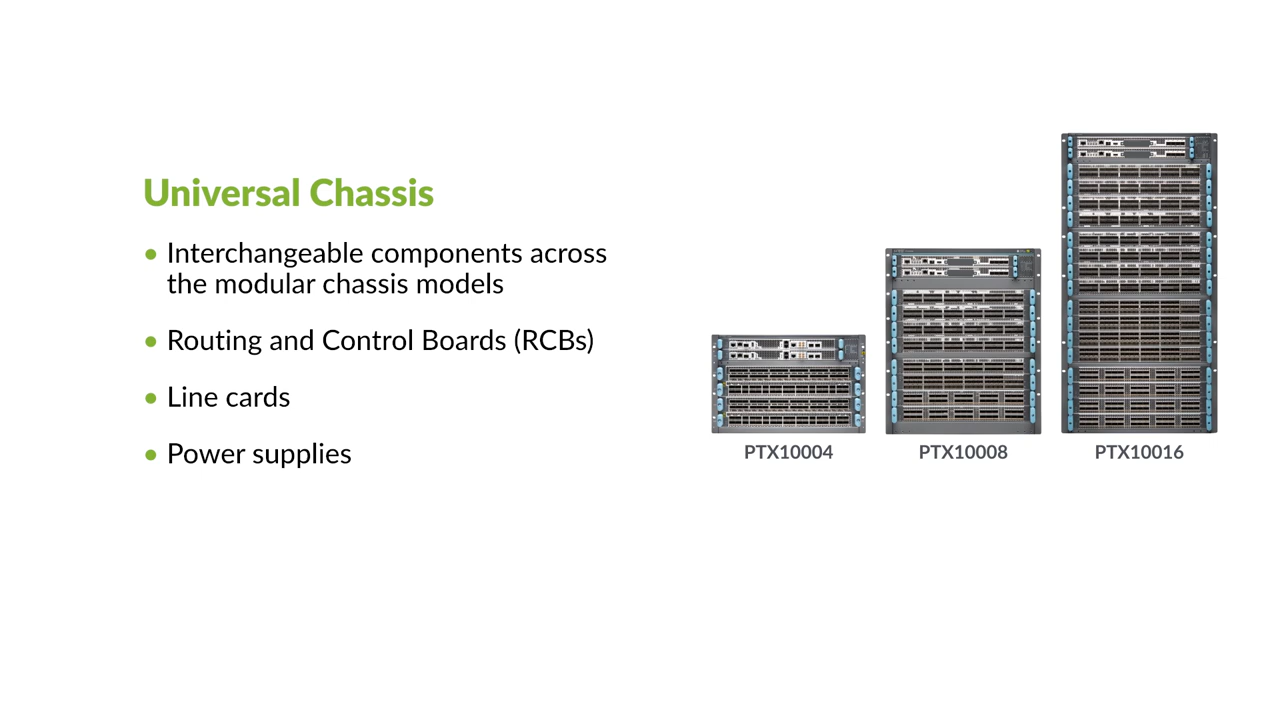 Universal Chassis
• Interchangeable components across
the modular chassis models
• Routing and Control Boards (RCBs)
• Line cards
• Power supplies
PTX10004
PTX10008
PTX10016